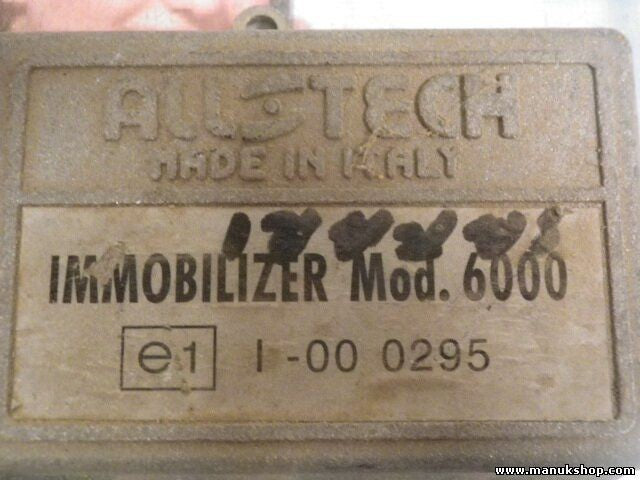 ALLSTECH
MADE IN ITALY
IMMOBILIZER Mod. 6000
e1 I -00 0295
www.manukshop.com